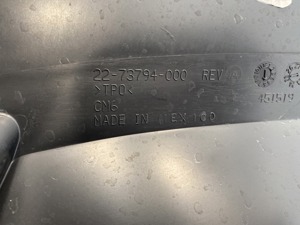 22-73794-000 REV
>TPO<
GM6
MADE IN MEXICO